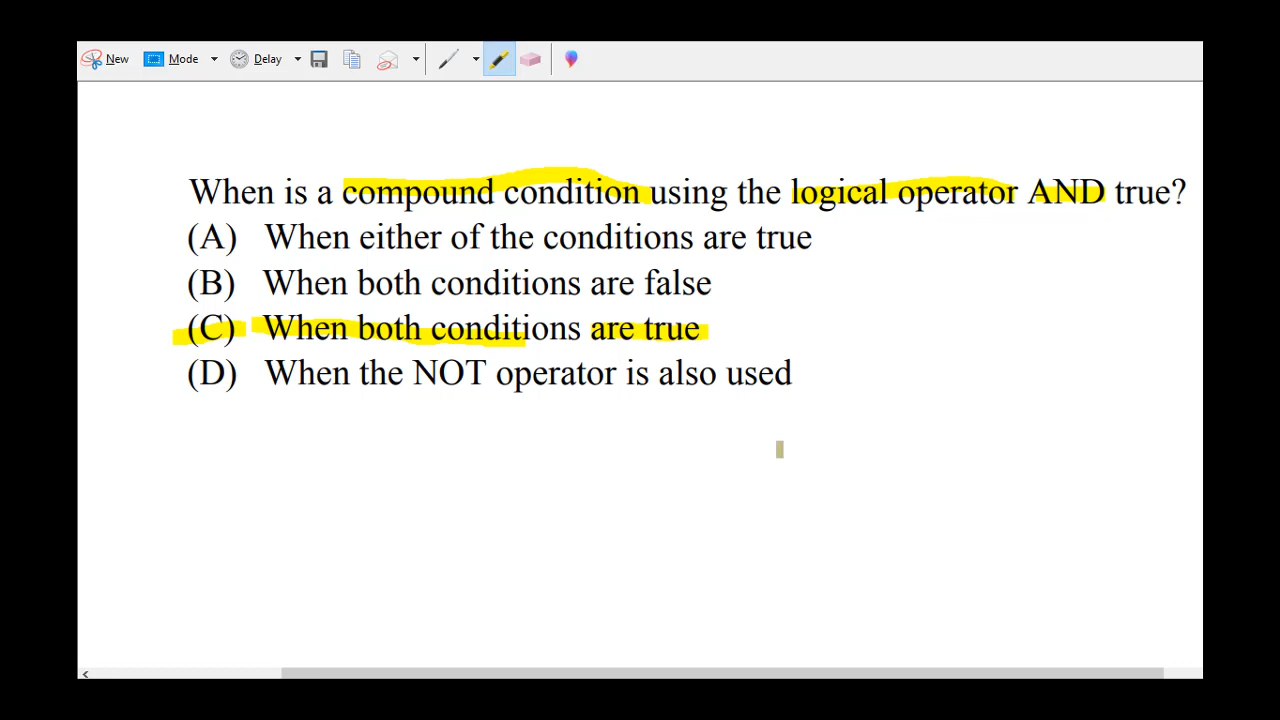 New Mode Delay
When is a compound condition using the logical operator AND true?
(A) When either of the conditions are true
(B) When both conditions are false
(C) When both conditions are true
(D) When the NOT operator is also used